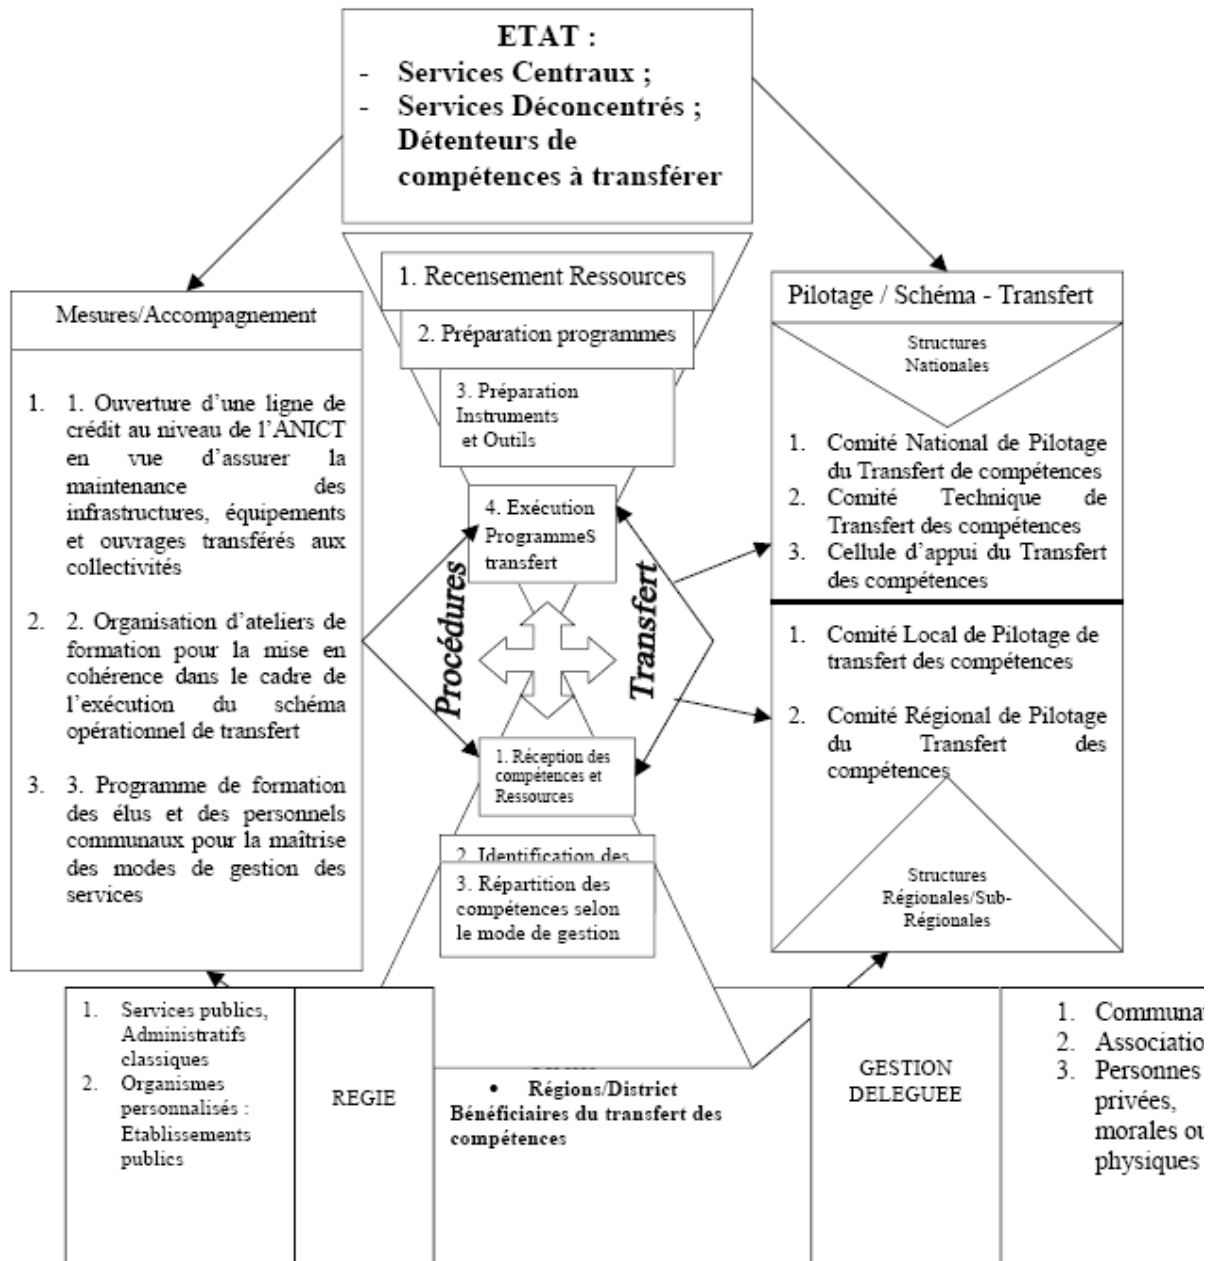 ETAT :
- Services Centraux ;
- Services Déconcentrés ;
Détenteurs de
compétences à transférer
Mesures/Accompagnement
1. 1. Ouverture d’une ligne de
crédit au niveau de l’ANICT
en vue d’assurer la
maintenance des
infrastructures, équipements
et ouvrages transférés aux
collectivités
2. 2. Organisation d’ateliers de
formation pour la mise en
cohérence dans le cadre de
l’exécution du schéma
opérationnel de transfert
3. 3. Programme de formation
des élus et des personnels
communaux pour la maîtrise
des modes de gestion des
services
1. Recensement Ressources
2. Préparation programmes
3. Préparation
Instruments
et Outils
4. Exécution
ProgrammeS
transfert
Procédures
Transfert
1. Réception des
compétences et
Ressources
2. Identification des
3. Répartition des
compétences selon
le mode de gestion
Pilotage / Schéma - Transfert
Structures
Nationales
1. Comité National de Pilotage
du Transfert de compétences
2. Comité Technique de
Transfert des compétences
3. Cellule d’appui du Transfert
des compétences
1. Comité Local de Pilotage de
transfert des compétences
2. Comité Régional de Pilotage
du Transfert des
compétences
Structures
Régionales/Sub-
Régionales
1. Services publics,
Administratifs
classiques
2. Organismes
personnalisés :
Etablissements
publics
REGIE
• Régions/District
Bénéficiaires du transfert des
compétences
GESTION
DELEGUEE
1. Communa
2. Associatio
3. Personnes
privées,
morales ou
physiques